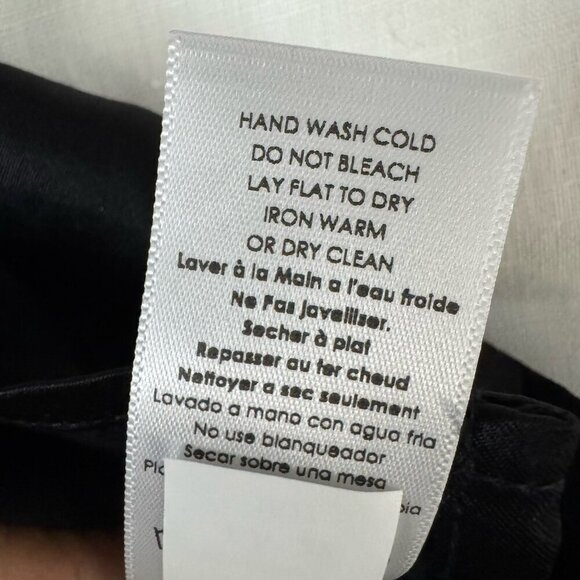 HAND WASH COLD
DO NOT BLEACH
LAY FLAT TO DRY
IRON WARM
OR DRY CLEAN
Laver à la Main a l'eau froide
Ne Pas javelliser.
Secher à plat
Repasser au fer chaud
Nettoyer a sec seulement
Lavado a mano con agua fria
No use blanqueador
Secar sobre una mesa